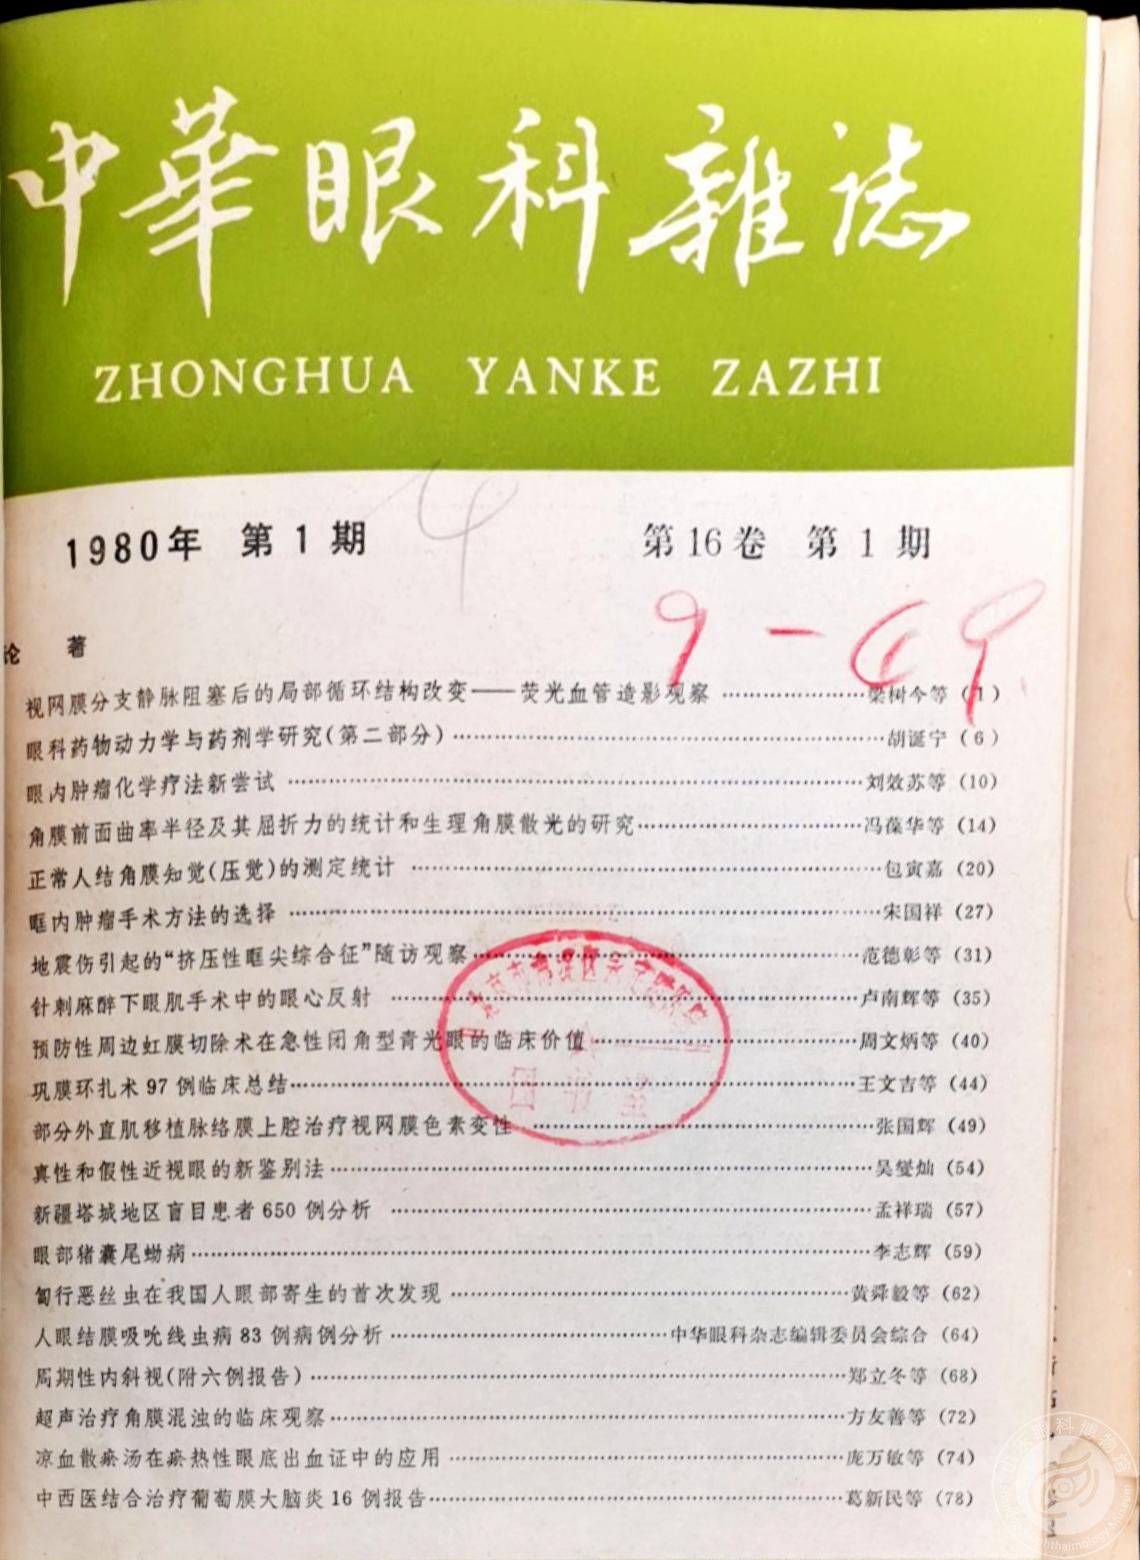 中華眼科雜誌
ZHONGHUA YANKE ZAZHI
1980年 第1期 第16卷 第1期
9-49
论 著
视网膜分支静脉阻塞后的局部循环结构改变——荧光血管造影观察 …… 梁树今等 (1)
眼科药物动力学与药剂学研究(第二部分) …… 胡诞宁 (6)
眼内肿瘤化学疗法新尝试 …… 刘效苏等 (10)
角膜前面曲率半径及其屈折力的统计和生理角膜散光的研究 …… 冯葆华等 (14)
正常人结角膜知觉(压觉)的测定统计 …… 包寅嘉 (20)
眶内肿瘤手术方法的选择 …… 宋国祥 (27)
地震伤引起的“挤压性眶尖综合征”随访观察 …… 范德彰等 (31)
针刺麻醉下眼肌手术中的眼心反射 …… 卢南辉等 (35)
预防性周边虹膜切除术在急性闭角型青光眼的临床价值 …… 周文炳等 (40)
巩膜环扎术97例临床总结 …… 王文吉等 (44)
部分外直肌移植脉络膜上腔治疗视网膜色素变性 …… 张国辉 (49)
真性和假性近视眼的新鉴别法 …… 吴燮灿 (54)
新疆塔城地区盲目患者650例分析 …… 孟祥瑞 (57)
眼部猪囊尾蚴病 …… 李志辉 (59)
匐行恶丝虫在我国人眼部寄生的首次发现 …… 黄舜毅等 (62)
人眼结膜吸吮线虫病83例病例分析 …… 中华眼科杂志编辑委员会综合 (64)
周期性内斜视(附六例报告) …… 郑立冬等 (68)
超声治疗角膜混浊的临床观察 …… 方友善等 (72)
凉血散瘀汤在瘀热性眼底出血证中的应用 …… 庞万敏等 (74)
中西医结合治疗葡萄膜大脑炎16例报告 …… 葛新民等 (78)